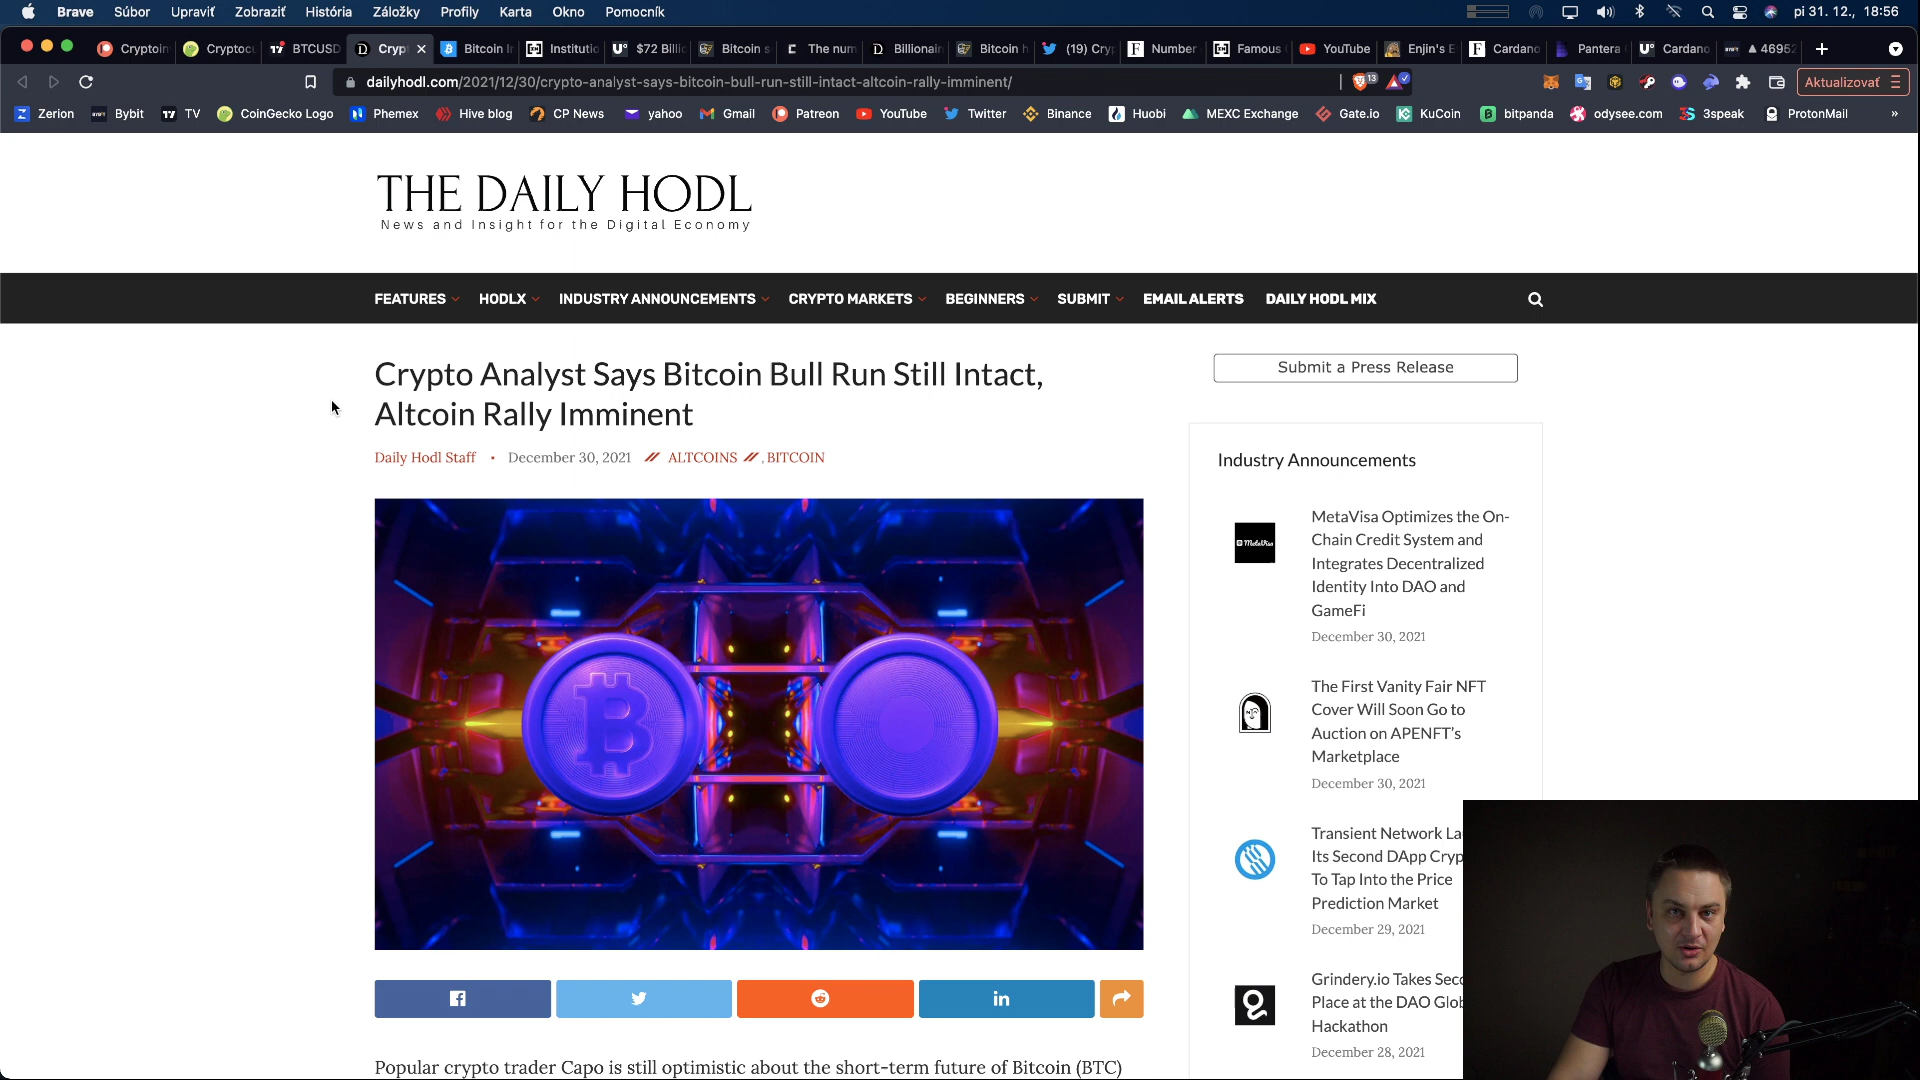 Brave Súbor Upraviť Zobraziť História Záložky Profily Karta Okno Pomocník pi 31. 12., 18:56
Cryptoin Cryptocu BTCUSD Crypt Bitcoin Ir Institutio $72 Billic Bitcoin s The num Billionair Bitcoin h (19) Cryp Number Famous YouTube Enjin's E Cardano Pantera Cardano ▲ 4695
dailyhodl.com/2021/12/30/crypto-analyst-says-bitcoin-bull-run-still-intact-altcoin-rally-imminent/ 13 Aktualizovať
Zerion Bybit TV CoinGecko Logo Phemex Hive blog CP News yahoo Gmail Patreon YouTube Twitter Binance Huobi MEXC Exchange Gate.io KuCoin bitpanda odysee.com 3speak ProtonMail »
THE DAILY HODL
News and Insight for the Digital Economy
FEATURES HODLX INDUSTRY ANNOUNCEMENTS CRYPTO MARKETS BEGINNERS SUBMIT EMAIL ALERTS DAILY HODL MIX
Crypto Analyst Says Bitcoin Bull Run Still Intact,
Altcoin Rally Imminent
Daily Hodl Staff • December 30, 2021 // ALTCOINS // , BITCOIN
Popular crypto trader Capo is still optimistic about the short-term future of Bitcoin (BTC)
Submit a Press Release
Industry Announcements
MetaVisa
MetaVisa Optimizes the On-
Chain Credit System and
Integrates Decentralized
Identity Into DAO and
GameFi
December 30, 2021
The First Vanity Fair NFT
Cover Will Soon Go to
Auction on APENFT's
Marketplace
December 30, 2021
Transient Network La
Its Second DApp Cryp
To Tap Into the Price
Prediction Market
December 29, 2021
Grindery.io Takes Sec
Place at the DAO Glob
Hackathon
December 28, 2021